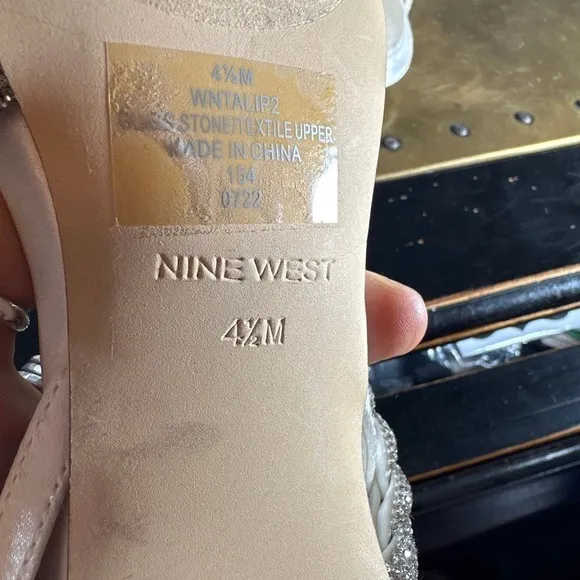 4½M
WNTALIP2
GLASS STONE/TEXTILE UPPER
MADE IN CHINA
154
0722
NINE WEST
4½M